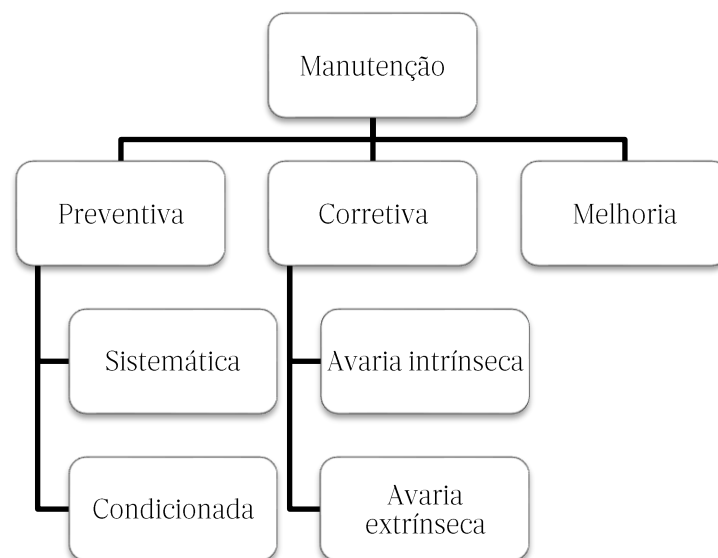 Manutenção
Preventiva
Corretiva
Melhoria
Sistemática
Avaria intrínseca
Condicionada
Avaria
extrínseca